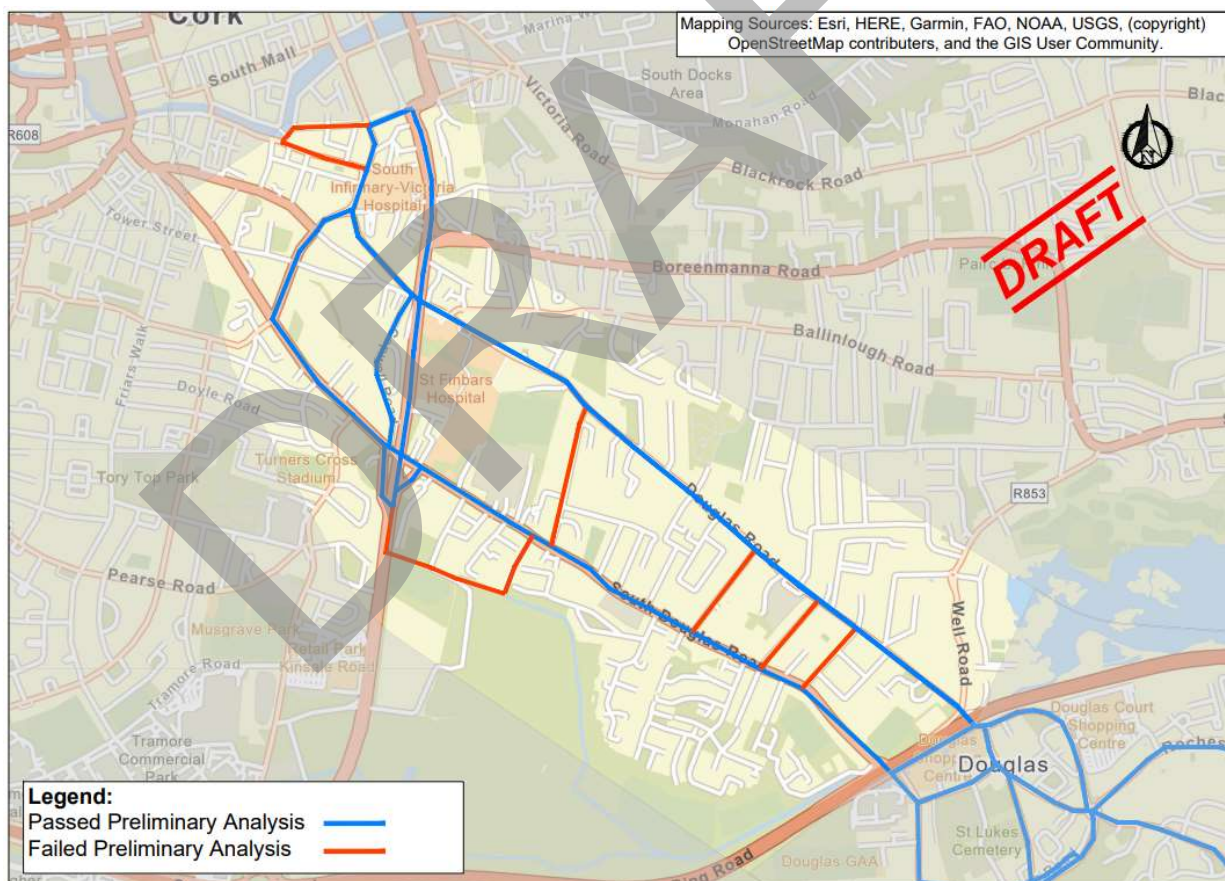 Cork
Mapping Sources: Esri, HERE, Garmin, FAO, NOAA, USGS, (copyright)
OpenStreetMap contributers, and the GIS User Community.
Marina
South Mall
South Docks
Area
Victoria Road
Monahan Road
R608
Blackrock Road
South
Infirmary-Victoria
Hospital
DRAFT
Tower Street
Boreenmanna Road
Ballinlough Road
Friars Walk
Doyle Road
St Finbars
Hospital
Turners Cross
Stadium
Tory Top Park
R853
Douglas Road
Pearse Road
South Douglas Road
Well Road
Musgrave Park
Retail Park
Kinsale Road
Tramore Road
Douglas Court
Shopping
Centre
Tramore
Commercial
Park
Douglas
Centre
Douglas
Legend:
Passed Preliminary Analysis
Failed Preliminary Analysis
St Lukes
Cemetery
Douglas GAA
Road